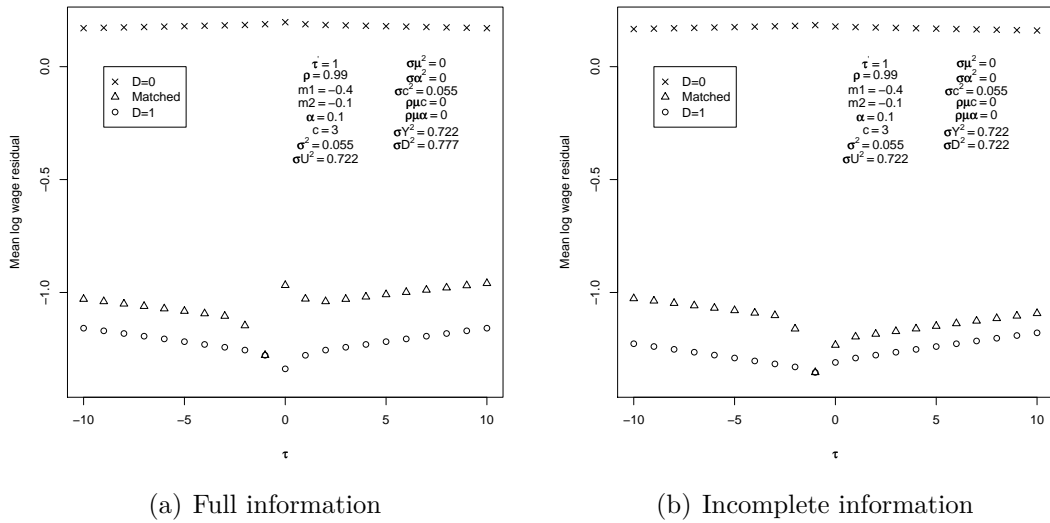 Mean log wage residual
0.0
−0.5
−1.0
× D=0
△ Matched
○ D=1
τ = 1
ρ = 0.99
m1 = −0.4
m2 = −0.1
α = 0.1
c = 3
σ² = 0.055
σU² = 0.722
σμ² = 0
σα² = 0
σc² = 0.055
ρμc = 0
ρμα = 0
σY² = 0.722
σD² = 0.777
−10 −5 0 5 10
τ
(a) Full information
Mean log wage residual
0.0
−0.5
−1.0
× D=0
△ Matched
○ D=1
τ = 1
ρ = 0.99
m1 = −0.4
m2 = −0.1
α = 0.1
c = 3
σ² = 0.055
σU² = 0.722
σμ² = 0
σα² = 0
σc² = 0.055
ρμc = 0
ρμα = 0
σY² = 0.722
σD² = 0.722
−10 −5 0 5 10
τ
(b) Incomplete information